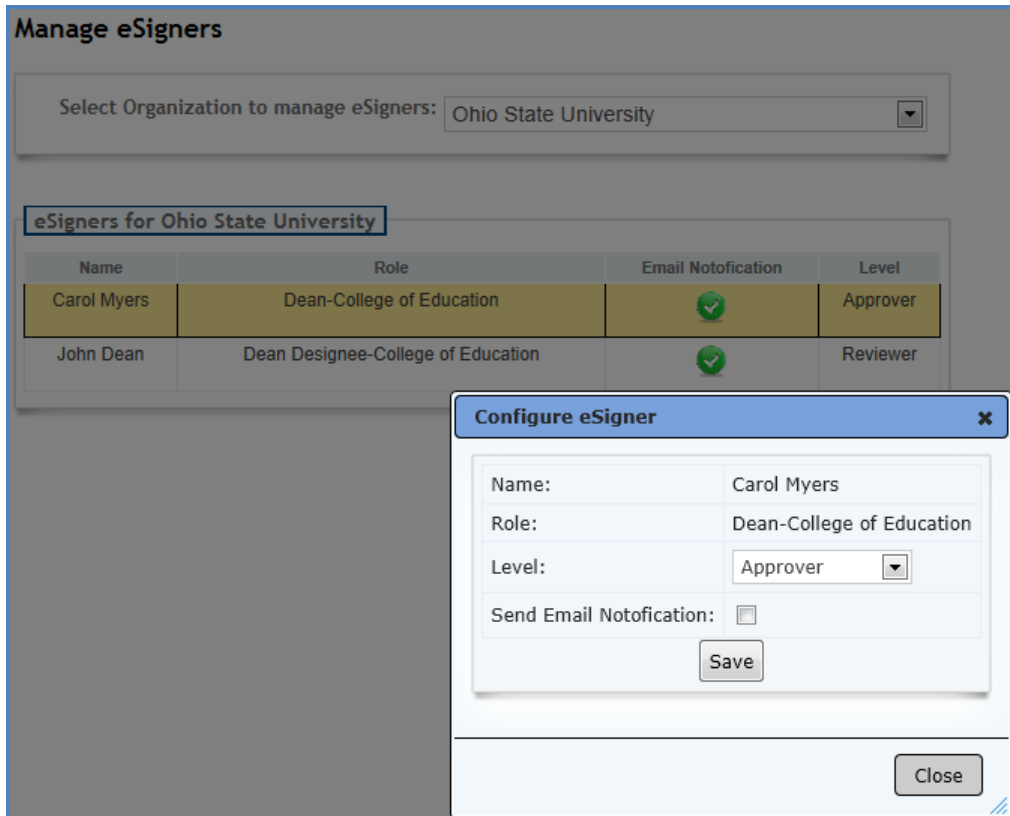 Manage eSigners
Select Organization to manage eSigners: Ohio State University
eSigners for Ohio State University
Name Role Email Notofication Level
Carol Myers Dean-College of Education Approver
John Dean Dean Designee-College of Education Reviewer
Configure eSigner
Name: Carol Myers
Role: Dean-College of Education
Level: Approver
Send Email Notofication:
Save
Close